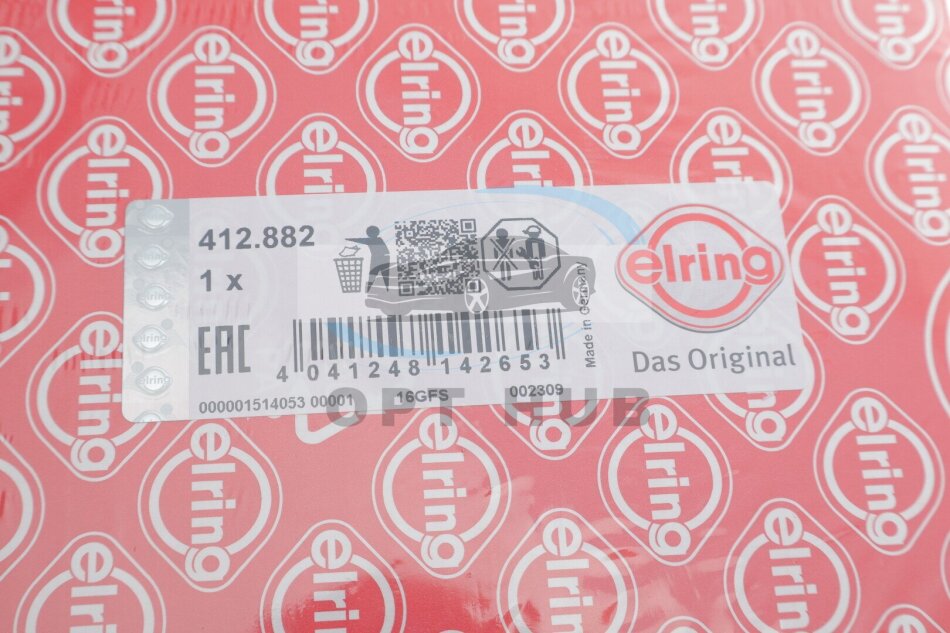 412.882
1 x
EAC
4 041248 142653
Made in Germany
000001514053 00001 16GFS 002309
elring
Das Original
OPT HUB